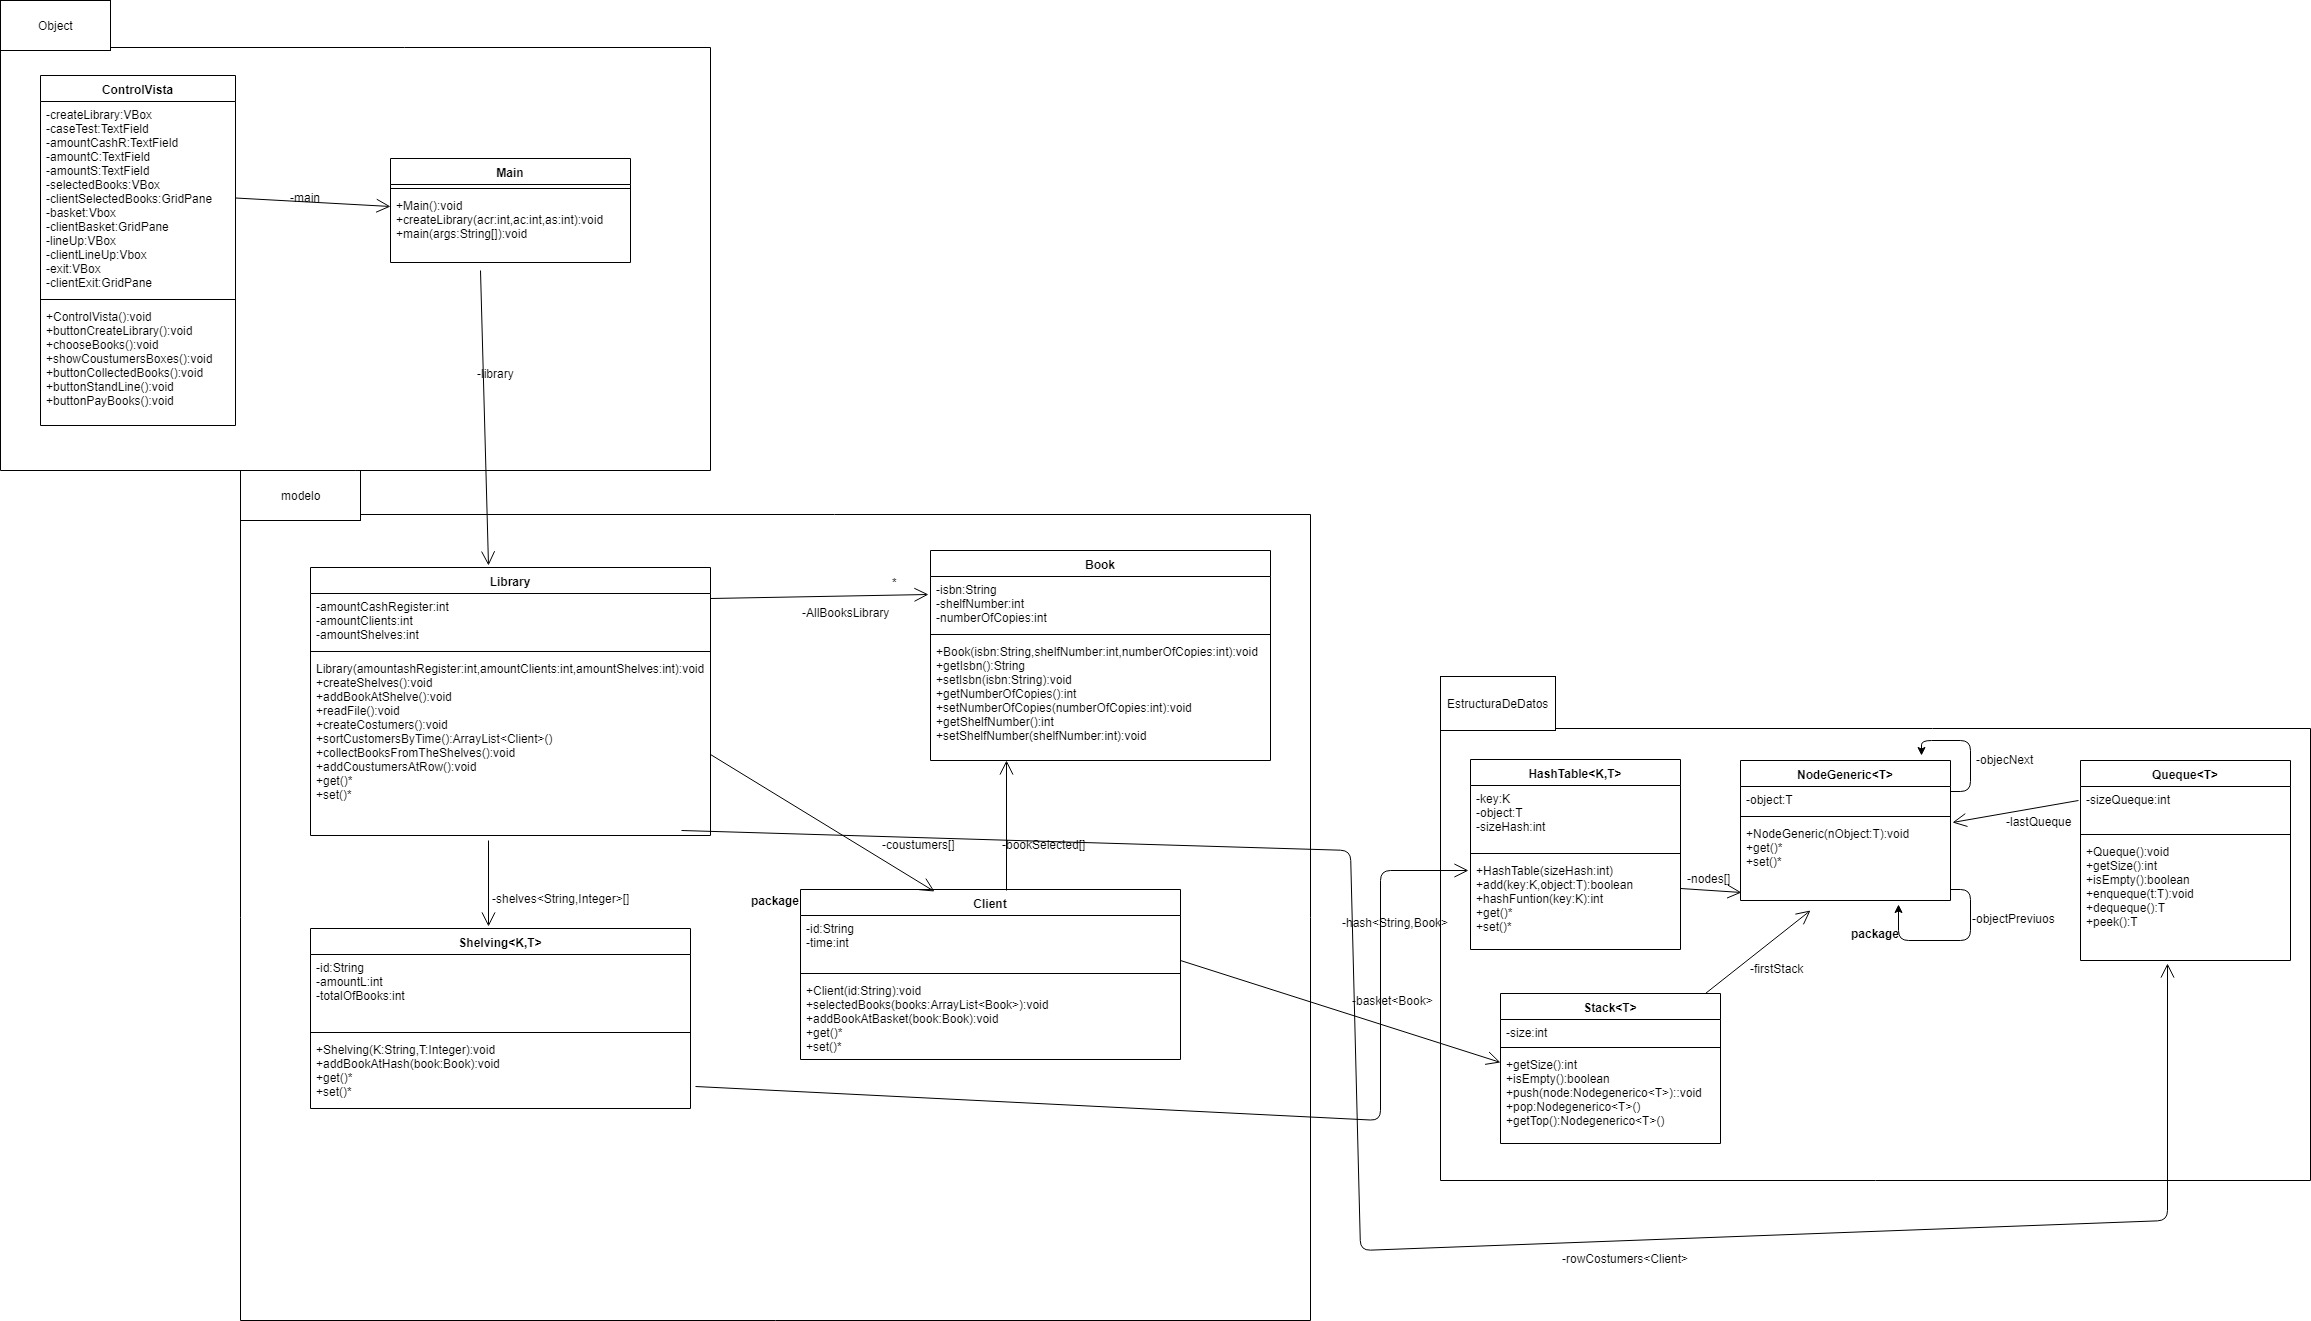 Object
ControlVista
-createLibrary:VBox
-caseTest:TextField
-amountCashR:TextField
-amountC:TextField
-amountS:TextField
-selectedBooks:VBox
-clientSelectedBooks:GridPane
-basket:Vbox
-clientBasket:GridPane
-lineUp:VBox
-clientLineUp:Vbox
-exit:VBox
-clientExit:GridPane
+ControlVista():void
+buttonCreateLibrary():void
+chooseBooks():void
+showCoustumersBoxes():void
+buttonCollectedBooks():void
+buttonStandLine():void
+buttonPayBooks():void
-main
Main
+Main():void
+createLibrary(acr:int,ac:int,as:int):void
+main(args:String[]):void
-library
modelo
Library
-amountCashRegister:int
-amountClients:int
-amountShelves:int
Library(amountashRegister:int,amountClients:int,amountShelves:int):void
+createShelves():void
+addBookAtShelve():void
+readFile():void
+createCostumers():void
+sortCustomersByTime():ArrayList<Client>()
+collectBooksFromTheShelves():void
+addCoustumersAtRow():void
+get()*
+set()*
*
-AllBooksLibrary
Book
-isbn:String
-shelfNumber:int
-numberOfCopies:int
+Book(isbn:String,shelfNumber:int,numberOfCopies:int):void
+getIsbn():String
+setIsbn(isbn:String):void
+getNumberOfCopies():int
+setNumberOfCopies(numberOfCopies:int):void
+getShelfNumber():int
+setShelfNumber(shelfNumber:int):void
-coustumers[]
-bookSelected[]
-shelves<String,Integer>[]
Shelving<K,T>
-id:String
-amountL:int
-totalOfBooks:int
+Shelving(K:String,T:Integer):void
+addBookAtHash(book:Book):void
+get()*
+set()*
package
Client
-id:String
-time:int
+Client(id:String):void
+selectedBooks(books:ArrayList<Book>):void
+addBookAtBasket(book:Book):void
+get()*
+set()*
-hash<String,Book>
-basket<Book>
-rowCostumers<Client>
EstructuraDeDatos
HashTable<K,T>
-key:K
-object:T
-sizeHash:int
+HashTable(sizeHash:int)
+add(key:K,object:T):boolean
+hashFuntion(key:K):int
+get()*
+set()*
-nodes[]
NodeGeneric<T>
-object:T
+NodeGeneric(nObject:T):void
+get()*
+set()*
-objecNext
-objectPreviuos
package
-lastQueque
Queque<T>
-sizeQueque:int
+Queque():void
+getSize():int
+isEmpty():boolean
+enqueque(t:T):void
+dequeque():T
+peek():T
-firstStack
Stack<T>
-size:int
+getSize():int
+isEmpty():boolean
+push(node:Nodegenerico<T>)::void
+pop:Nodegenerico<T>()
+getTop():Nodegenerico<T>()